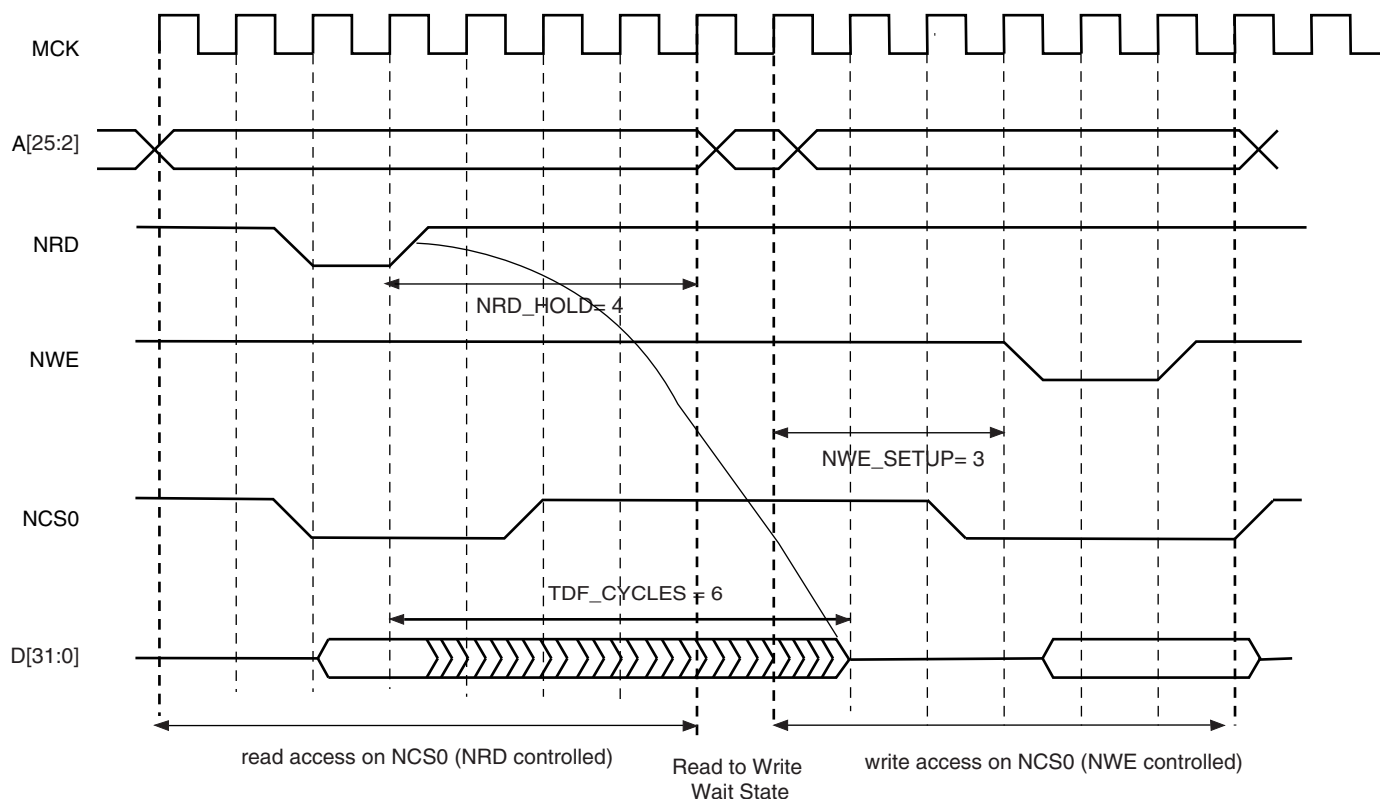 MCK
A[25:2]
NRD
NRD_HOLD= 4
NWE
NWE_SETUP= 3
NCS0
TDF_CYCLES = 6
D[31:0]
read access on NCS0 (NRD controlled)
Read to Write
Wait State
write access on NCS0 (NWE controlled)